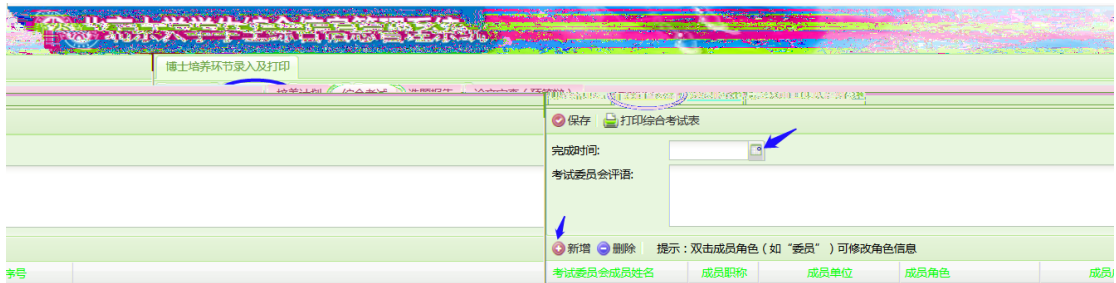 博士培养环节录入及打印
培养计划 综合考试 选题报告
保存 打印综合考试表
完成时间:
考试委员会评语:
新增 删除 提示：双击成员角色（如“委员”）可修改角色信息
序号 考试委员会成员姓名 成员职称 成员单位 成员角色